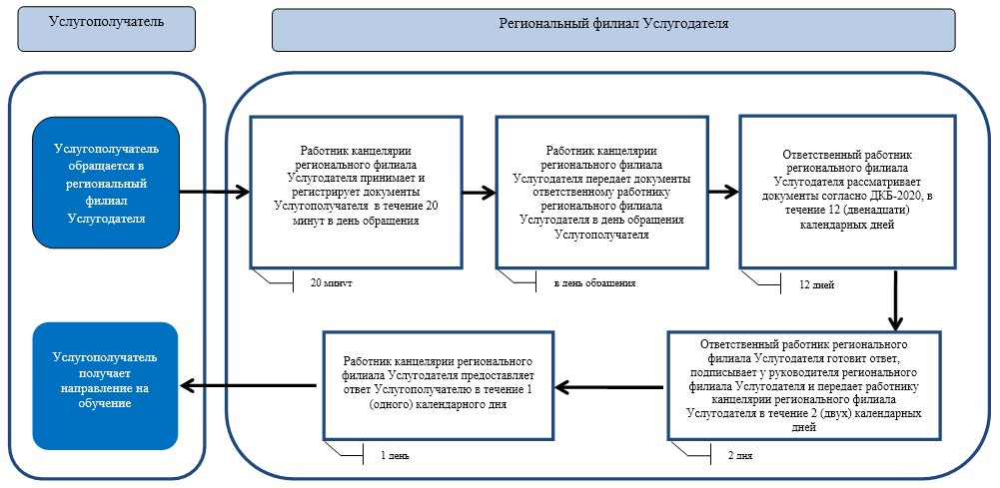 Услугополучатель
Региональный филиал Услугодателя
Услугополучатель
обращается в
региональный
филиал
Услугодателя
Работник канцелярии
регионального филиала
Услугодателя принимает и
регистрирует документы
Услугополучателя в течение 20
минут в день обращения
20 минут
Работник канцелярии
регионального филиала
Услугодателя передает документы
ответственному работнику
регионального филиала
Услугодателя в день обращения
Услугополучателя
в день обращения
Ответственный работник
регионального филиала
Услугодателя рассматривает
документы согласно ДКБ-2020, в
течение 12 (двенадцати)
календарных дней
12 дней
Ответственный работник регионального
филиала Услугодателя готовит ответ,
подписывает у руководителя регионального
филиала Услугодателя и передает работнику
канцелярии регионального филиала
Услугодателя в течение 2 (двух) календарных
дней
2 дня
Работник канцелярии регионального
филиала Услугодателя предоставляет
ответ Услугополучателю в течение 1
(одного) календарного дня
1 день
Услугополучатель
получает
направление на
обучение